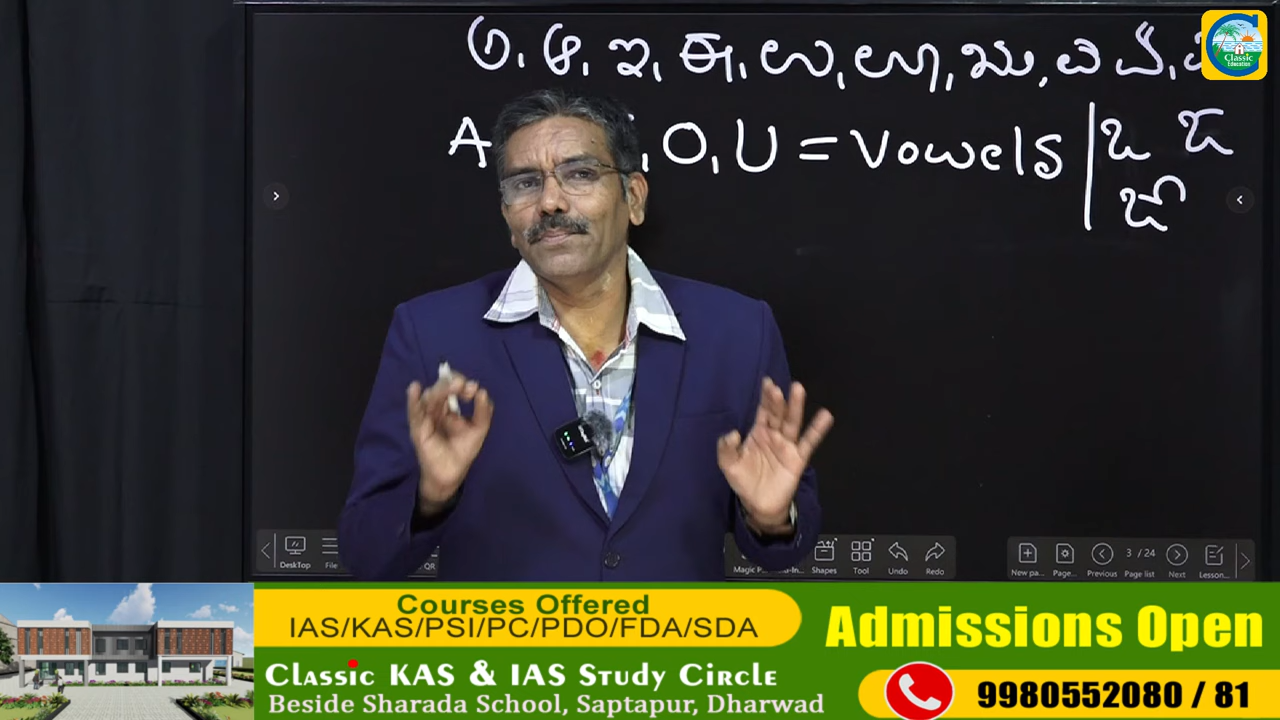 ಅ, ಆ, ಇ, ಈ, ಉ, ಊ, ಋ, ಎ ಏ,
A , O, U = Vowels
Classic
Education
DeskTop
File
QR
Shapes
Tool
Undo
Redo
New pa...
Page...
Previous
3 / 24
Page list
Next
Lesson...
Courses Offered
IAS/KAS/PSI/PC/PDO/FDA/SDA
Classic KAS & IAS Study Circle
Beside Sharada School, Saptapur, Dharwad
Admissions Open
9980552080 / 81